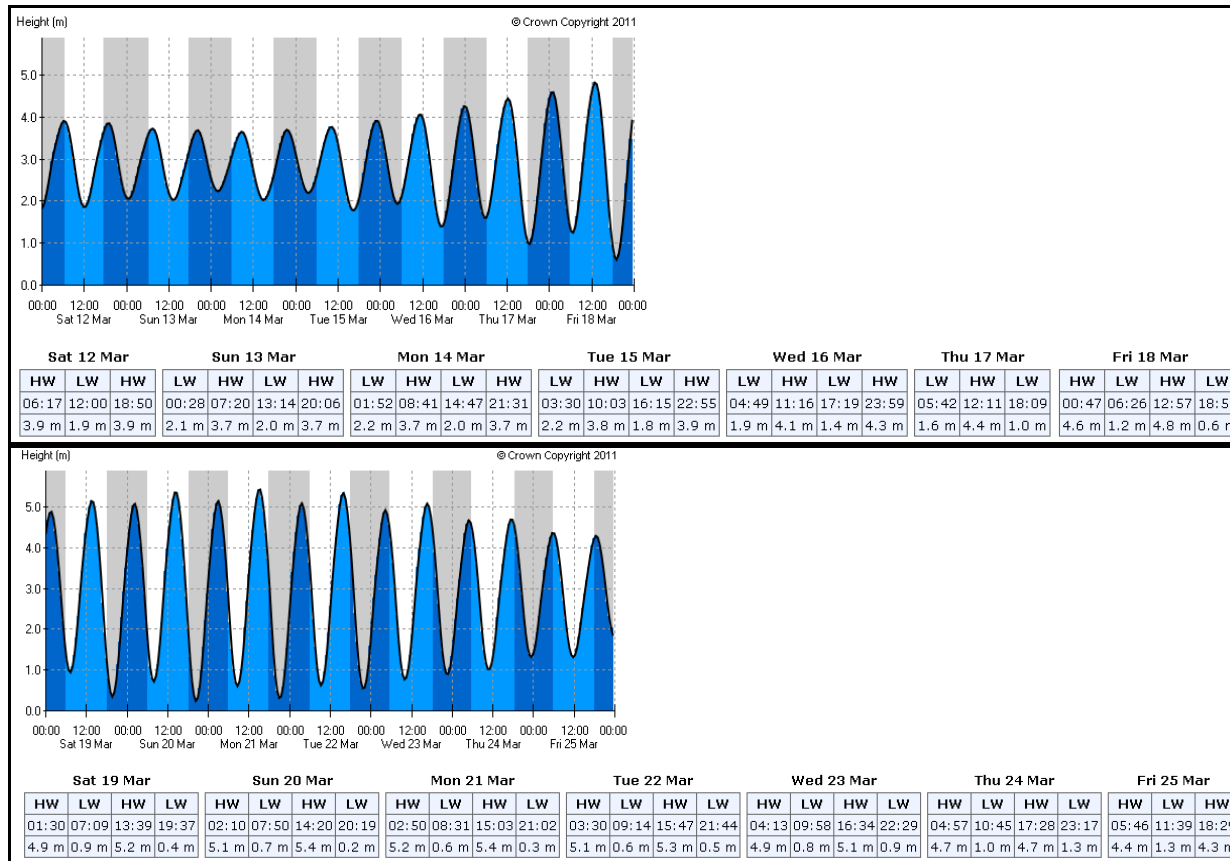 Height (m) © Crown Copyright 2011
5.0
4.0
3.0
2.0
1.0
0.0
00:00 12:00 00:00 12:00 00:00 12:00 00:00 12:00 00:00 12:00 00:00 12:00 00:00 12:00 00:00
Sat 12 Mar Sun 13 Mar Mon 14 Mar Tue 15 Mar Wed 16 Mar Thu 17 Mar Fri 18 Mar
Sat 12 Mar Sun 13 Mar Mon 14 Mar Tue 15 Mar Wed 16 Mar Thu 17 Mar Fri 18 Mar
HW LW HW LW HW LW HW LW HW LW HW LW HW LW HW LW HW LW HW LW HW LW HW LW HW LW
06:17 12:00 18:50 00:28 07:20 13:14 20:06 01:52 08:41 14:47 21:31 03:30 10:03 16:15 22:55 04:49 11:16 17:19 23:59 05:42 12:11 18:09 00:47 06:26 12:57
3.9 m 1.9 m 3.9 m 2.1 m 3.7 m 2.0 m 3.7 m 2.2 m 3.7 m 2.0 m 3.7 m 2.2 m 3.8 m 1.8 m 3.9 m 1.9 m 4.1 m 1.4 m 4.3 m 1.6 m 4.4 m 1.0 m 4.6 m 1.2 m 4.8 m 0.6
Height (m) © Crown Copyright 2011
5.0
4.0
3.0
2.0
1.0
0.0
00:00 12:00 00:00 12:00 00:00 12:00 00:00 12:00 00:00 12:00 00:00 12:00 00:00 12:00 00:00
Sat 19 Mar Sun 20 Mar Mon 21 Mar Tue 22 Mar Wed 23 Mar Thu 24 Mar Fri 25 Mar
Sat 19 Mar Sun 20 Mar Mon 21 Mar Tue 22 Mar Wed 23 Mar Thu 24 Mar Fri 25 Mar
HW LW HW LW HW LW HW LW HW LW HW LW HW LW HW LW HW LW HW LW HW LW HW LW HW LW HW
01:30 07:09 13:39 19:37 02:10 07:50 14:20 20:19 02:50 08:31 15:03 21:02 03:30 09:14 15:47 21:44 04:13 09:58 16:34 22:29 04:57 10:45 17:28 23:17 05:46 11:39 18:29
4.9 m 0.9 m 5.2 m 0.4 m 5.1 m 0.7 m 5.4 m 0.2 m 5.2 m 0.6 m 5.4 m 0.3 m 5.1 m 0.6 m 5.3 m 0.5 m 4.9 m 0.8 m 5.1 m 0.9 m 4.7 m 1.0 m 4.7 m 1.3 m 4.4 m 1.3 m 4.3 m